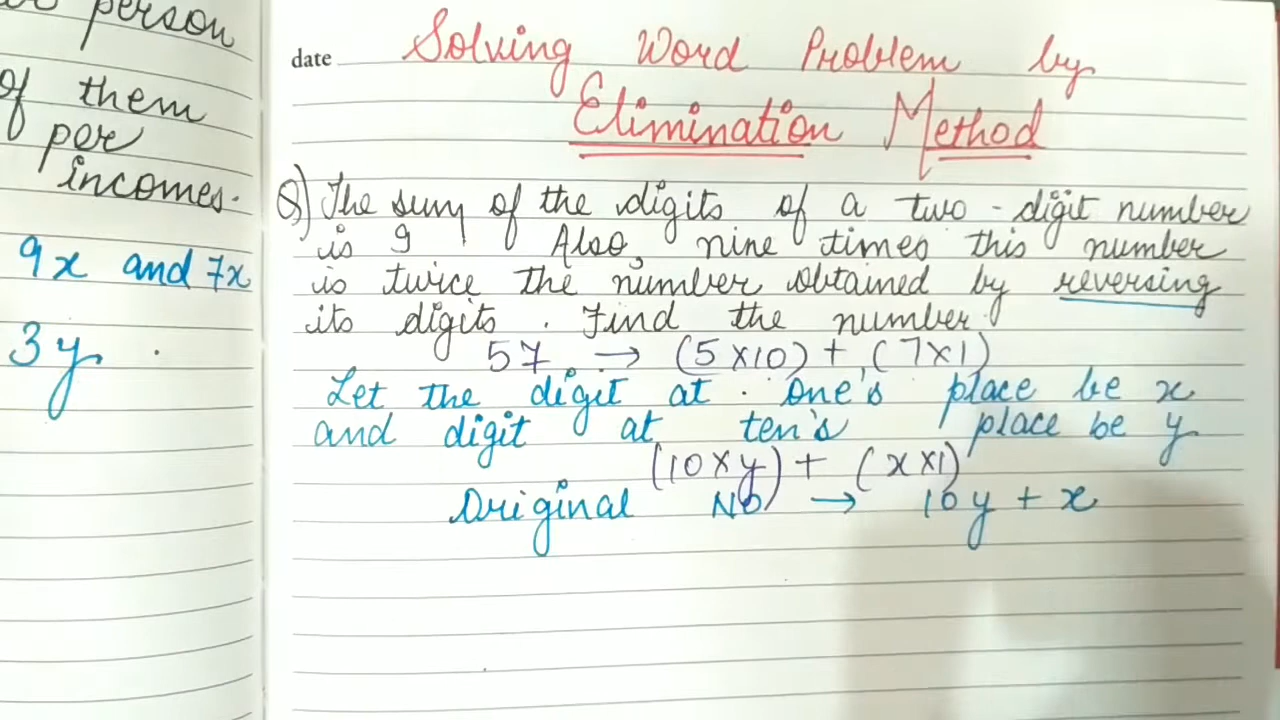 person
of them
per
incomes.
9x and 7x
3y
date
Solving Word Problem by
Elimination Method
Q) The sum of the digits of a two-digit number
is 9 Also, nine times this number
is twice the number obtained by reversing
its digits. Find the number.
57 → (5×10) + (7×1)
Let the digit at one's place be x
and digit at ten's place be y
(10×y) + (x×1)
Original No → 10y + x